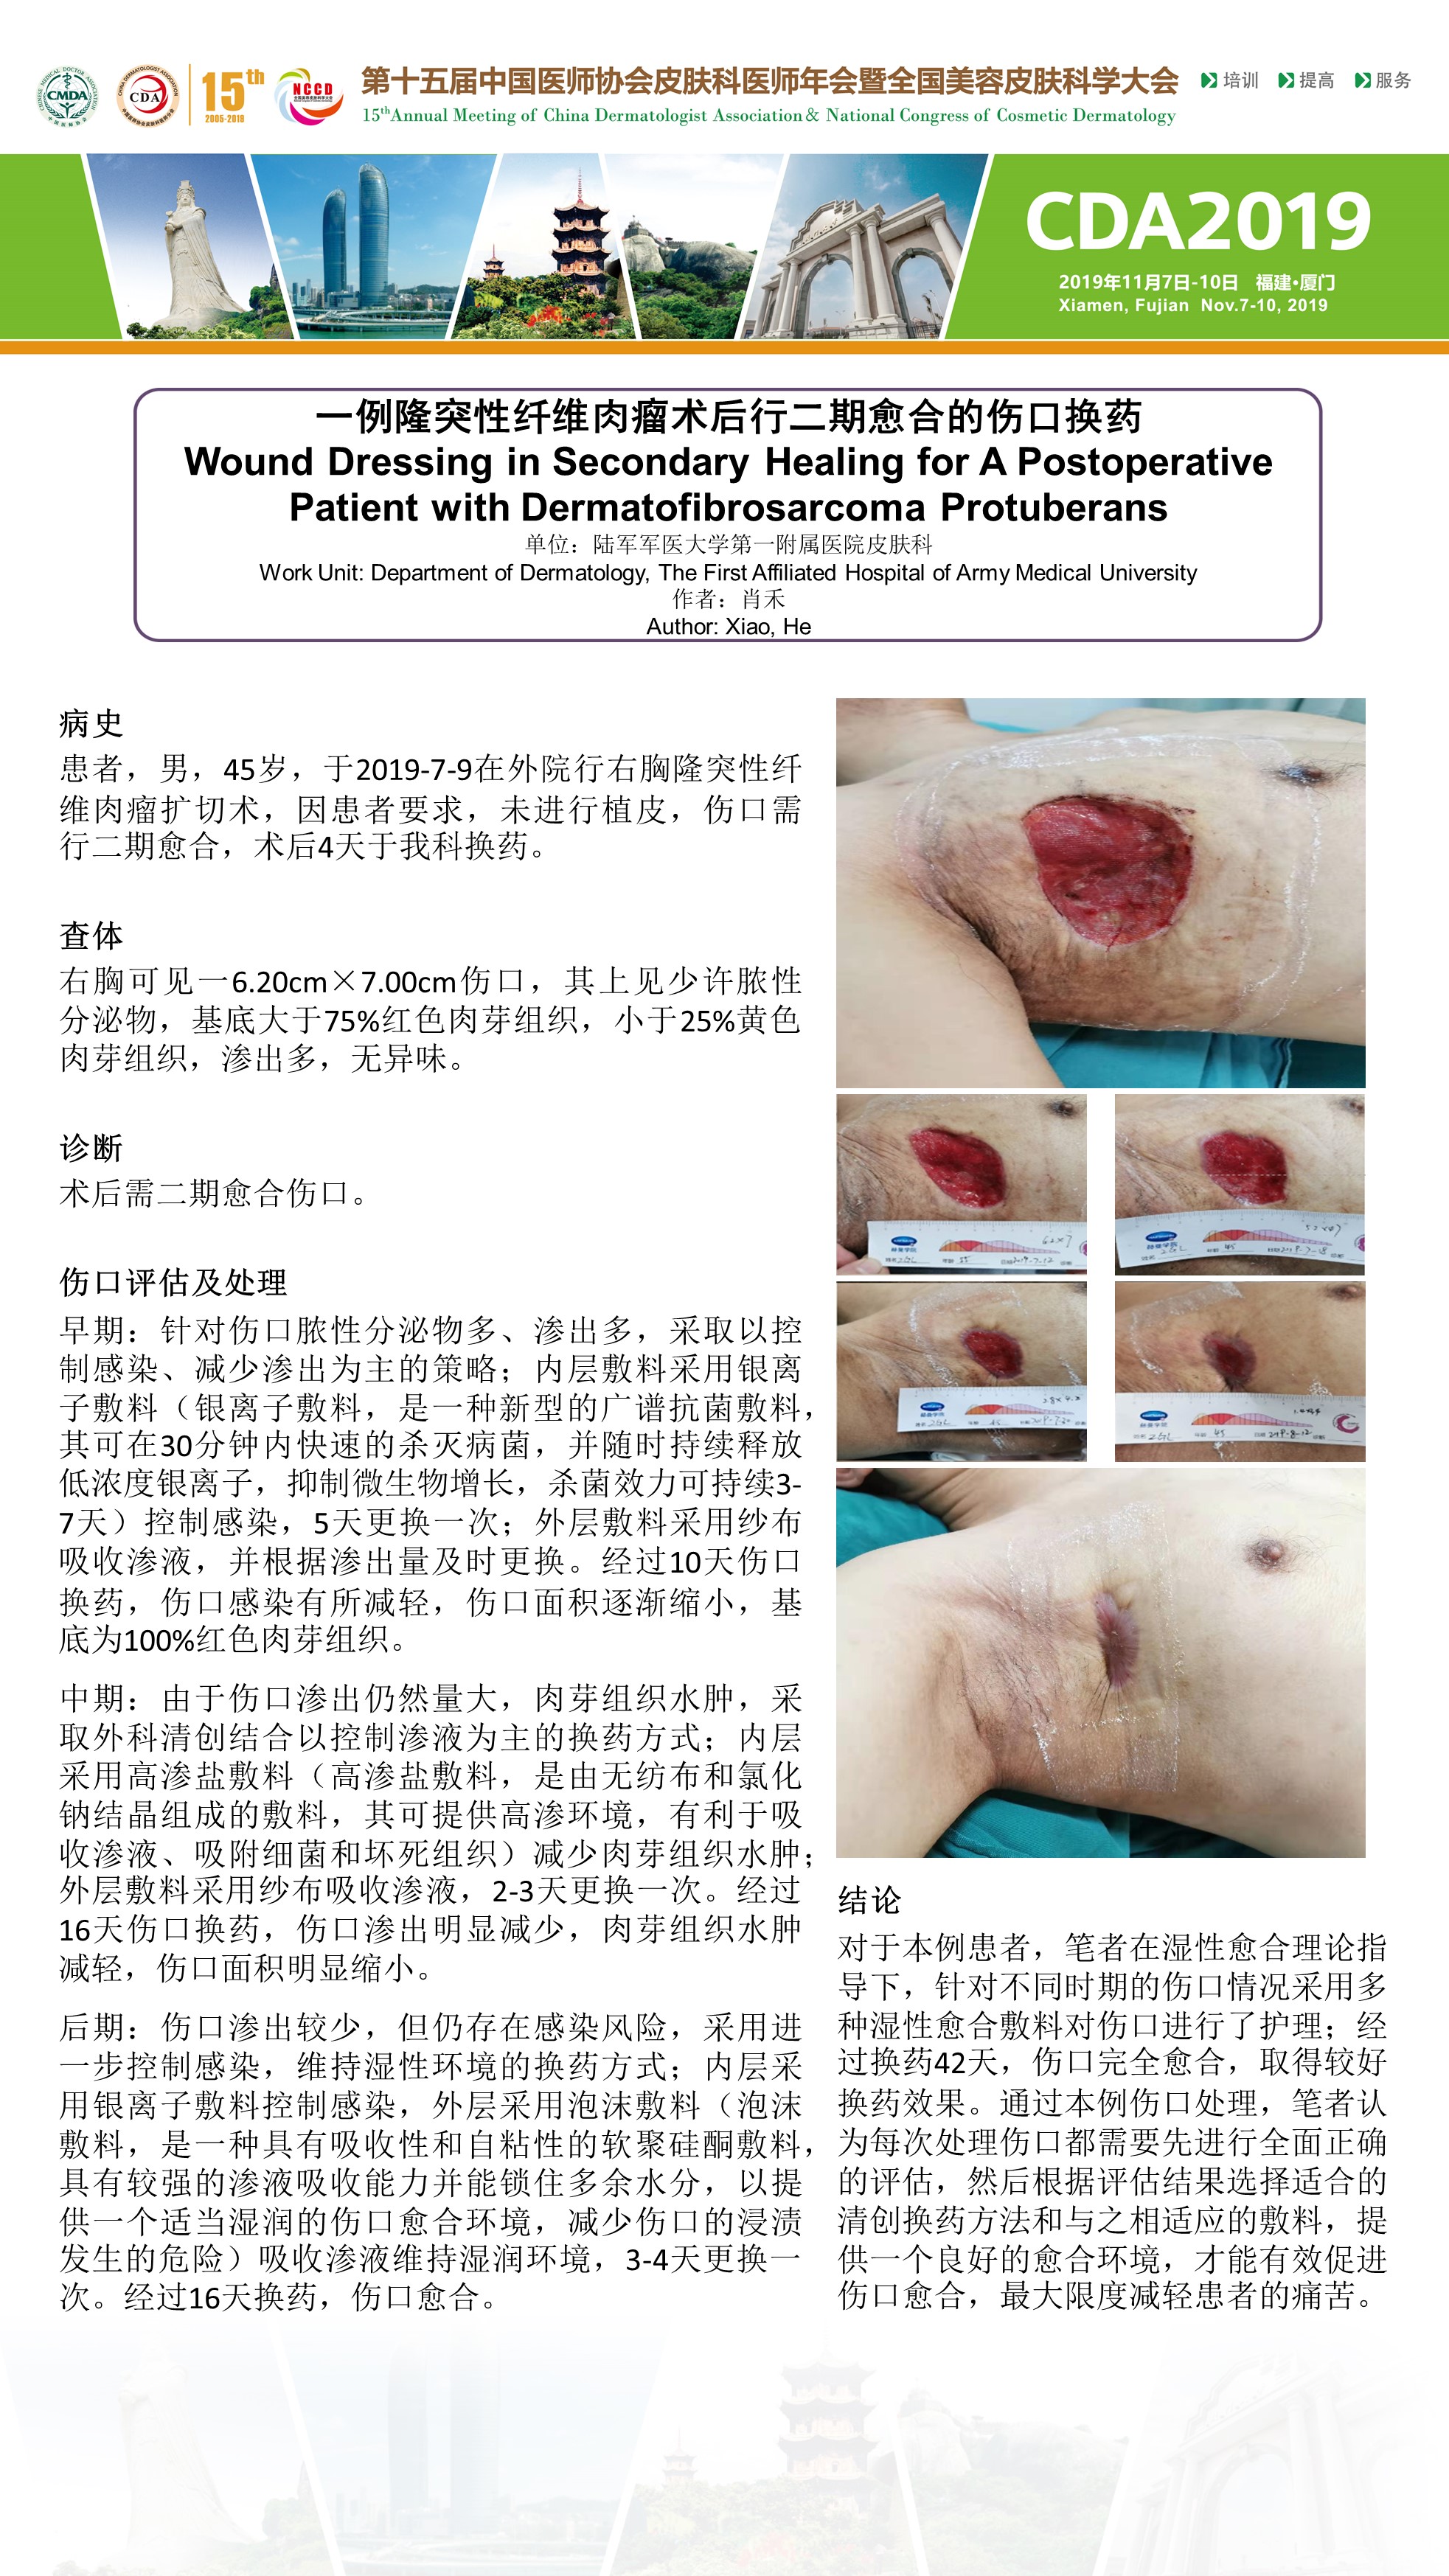 CMDA
CDA
15th
2005-2019
NCCD
第十五届中国医师协会皮肤科医师年会暨全国美容皮肤科学大会
15thAnnual Meeting of China Dermatologist Association& National Congress of Cosmetic Dermatology
培训 提高 服务
CDA2019
2019年11月7日-10日 福建•厦门
Xiamen, Fujian Nov.7-10, 2019
一例隆突性纤维肉瘤术后行二期愈合的伤口换药
Wound Dressing in Secondary Healing for A Postoperative
Patient with Dermatofibrosarcoma Protuberans
单位：陆军军医大学第一附属医院皮肤科
Work Unit: Department of Dermatology, The First Affiliated Hospital of Army Medical University
作者：肖禾
Author: Xiao, He
病史
患者，男，45岁，于2019-7-9在外院行右胸隆突性纤
维肉瘤扩切术，因患者要求，未进行植皮，伤口需
行二期愈合，术后4天于我科换药。
查体
右胸可见一6.20cm×7.00cm伤口，其上见少许脓性
分泌物，基底大于75%红色肉芽组织，小于25%黄色
肉芽组织，渗出多，无异味。
诊断
术后需二期愈合伤口。
伤口评估及处理
早期：针对伤口脓性分泌物多、渗出多，采取以控
制感染、减少渗出为主的策略；内层敷料采用银离
子敷料（银离子敷料，是一种新型的广谱抗菌敷料，
其可在30分钟内快速的杀灭病菌，并随时持续释放
低浓度银离子，抑制微生物增长，杀菌效力可持续3-
7天）控制感染，5天更换一次；外层敷料采用纱布
吸收渗液，并根据渗出量及时更换。经过10天伤口
换药，伤口感染有所减轻，伤口面积逐渐缩小，基
底为100%红色肉芽组织。
中期：由于伤口渗出仍然量大，肉芽组织水肿，采
取外科清创结合以控制渗液为主的换药方式；内层
采用高渗盐敷料（高渗盐敷料，是由无纺布和氯化
钠结晶组成的敷料，其可提供高渗环境，有利于吸
收渗液、吸附细菌和坏死组织）减少肉芽组织水肿；
外层敷料采用纱布吸收渗液，2-3天更换一次。经过
16天伤口换药，伤口渗出明显减少，肉芽组织水肿
减轻，伤口面积明显缩小。
后期：伤口渗出较少，但仍存在感染风险，采用进
一步控制感染，维持湿性环境的换药方式；内层采
用银离子敷料控制感染，外层采用泡沫敷料（泡沫
敷料，是一种具有吸收性和自粘性的软聚硅酮敷料，
具有较强的渗液吸收能力并能锁住多余水分，以提
供一个适当湿润的伤口愈合环境，减少伤口的浸渍
发生的危险）吸收渗液维持湿润环境，3-4天更换一
次。经过16天换药，伤口愈合。
结论
对于本例患者，笔者在湿性愈合理论指
导下，针对不同时期的伤口情况采用多
种湿性愈合敷料对伤口进行了护理；经
过换药42天，伤口完全愈合，取得较好
换药效果。通过本例伤口处理，笔者认
为每次处理伤口都需要先进行全面正确
的评估，然后根据评估结果选择适合的
清创换药方法和与之相适应的敷料，提
供一个良好的愈合环境，才能有效促进
伤口愈合，最大限度减轻患者的痛苦。